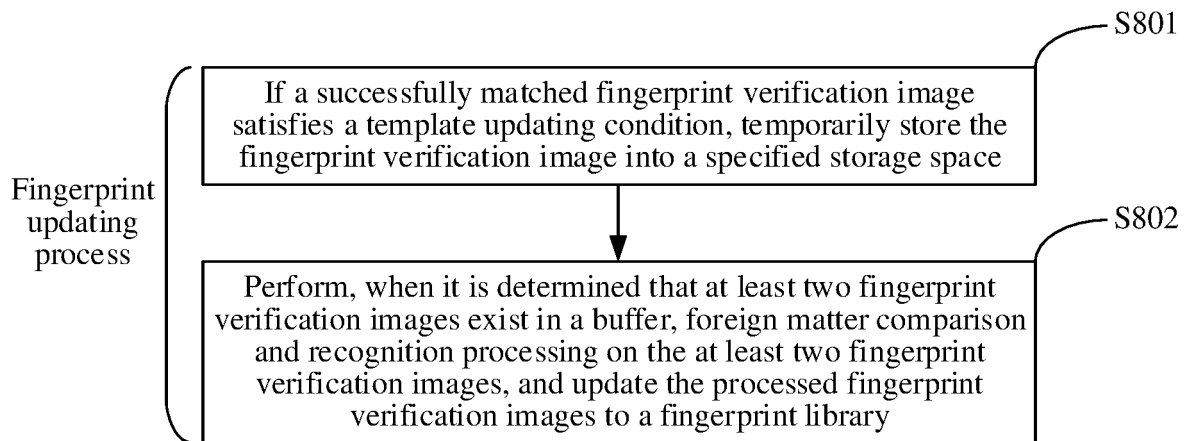 S801
If a successfully matched fingerprint verification image
satisfies a template updating condition, temporarily store the
fingerprint verification image into a specified storage space
Fingerprint
updating
process
S802
Perform, when it is determined that at least two fingerprint
verification images exist in a buffer, foreign matter comparison
and recognition processing on the at least two fingerprint
verification images, and update the processed fingerprint
verification images to a fingerprint library